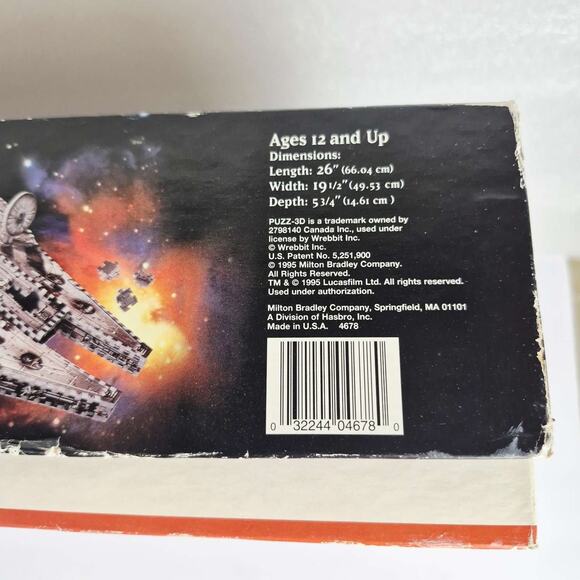 Ages 12 and Up
Dimensions:
Length: 26" (66.04 cm)
Width: 19 1/2" (49.53 cm)
Depth: 5 3/4" (14.61 cm)
PUZZ-3D is a trademark owned by
2798140 Canada Inc., used under
license by Wrebbit Inc.
© Wrebbit Inc.
U.S. Patent No. 5,251,900
© 1995 Milton Bradley Company.
All Rights Reserved.
TM & © 1995 Lucasfilm Ltd. All rights reserved.
Used under authorization.
Milton Bradley Company, Springfield, MA 01101
A Division of Hasbro, Inc.
Made in U.S.A. 4678
0 32244 04678 0